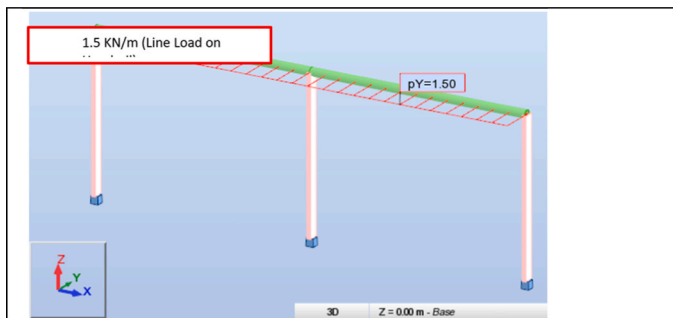 1.5 KN/m (Line Load on
pY=1.50
Z
Y
X
3D Z = 0.00 m - Base